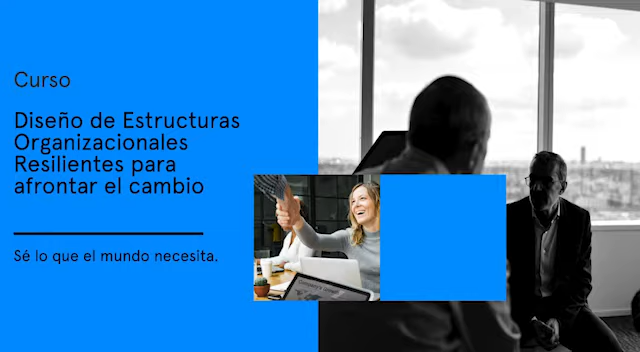 Curso
Diseño de Estructuras
Organizacionales
Resilientes para
afrontar el cambio
Sé lo que el mundo necesita.